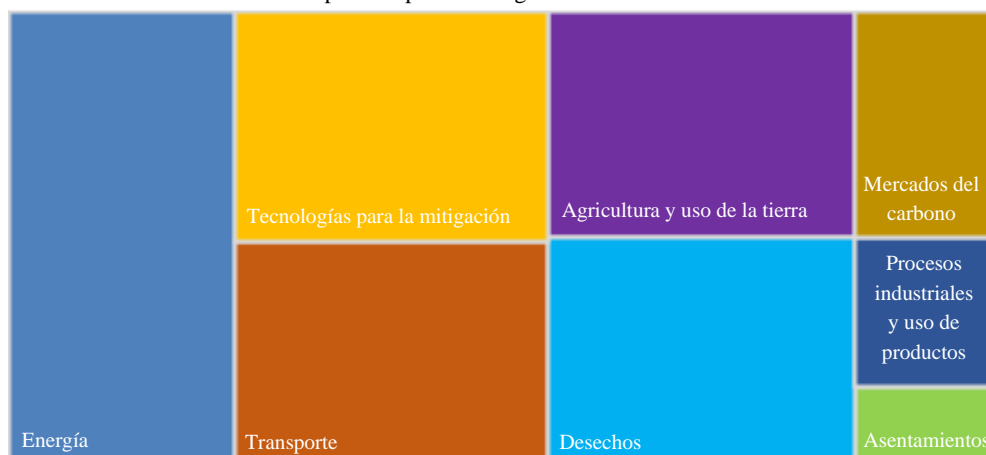 Tecnologías para la mitigación
Agricultura y uso de la tierra
Mercados del
carbono
Procesos
industriales
y uso de
productos
Energía
Transporte
Desechos
Asentamientos